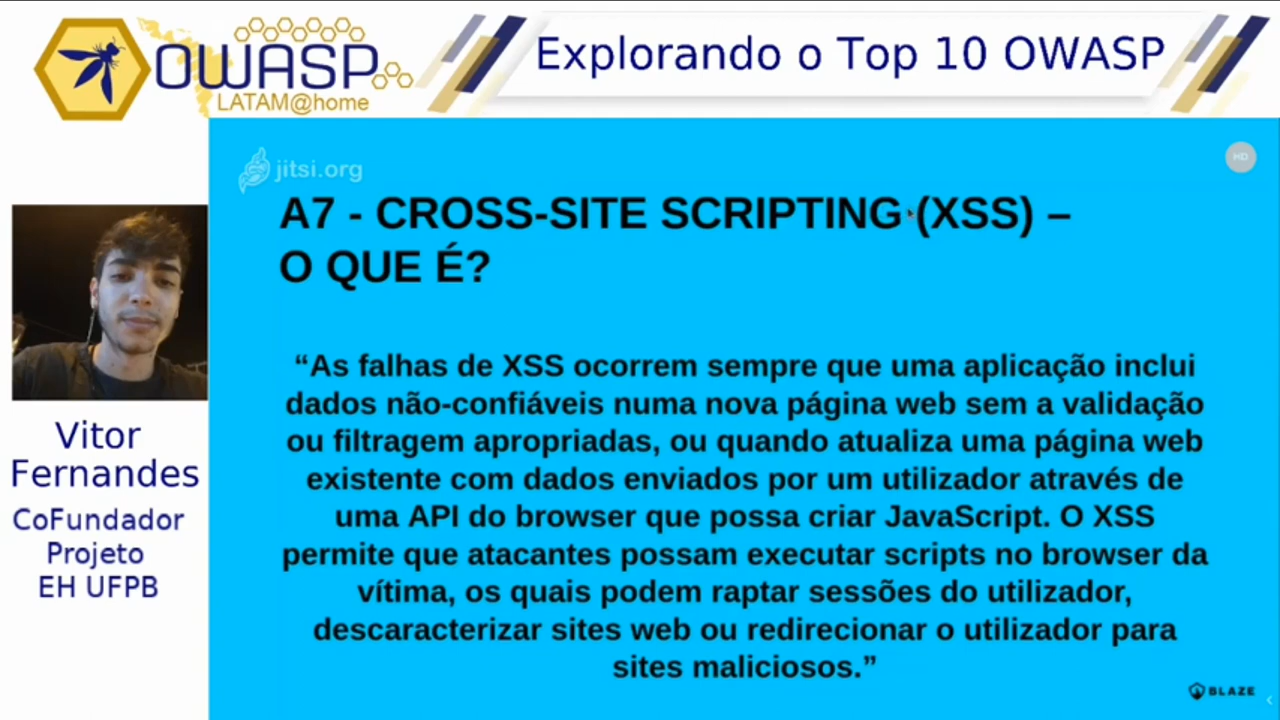 OWASP
LATAM@home
Explorando o Top 10 OWASP
jitsi.org
HD
A7 - CROSS-SITE SCRIPTING (XSS) –
O QUE É?
“As falhas de XSS ocorrem sempre que uma aplicação inclui
dados não-confiáveis numa nova página web sem a validação
ou filtragem apropriadas, ou quando atualiza uma página web
existente com dados enviados por um utilizador através de
uma API do browser que possa criar JavaScript. O XSS
permite que atacantes possam executar scripts no browser da
vítima, os quais podem raptar sessões do utilizador,
descaracterizar sites web ou redirecionar o utilizador para
sites maliciosos.”
Vitor
Fernandes
CoFundador
Projeto
EH UFPB
BLAZE